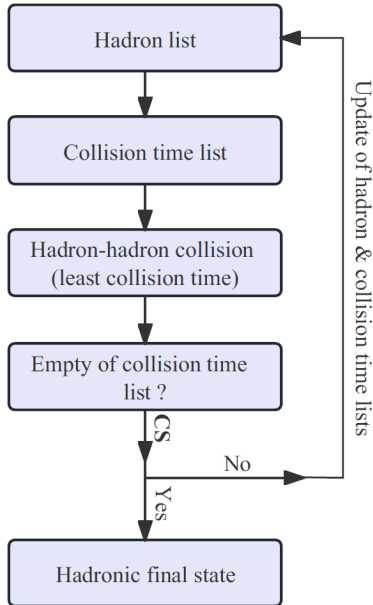 Hadron list
Collision time list
Hadron-hadron collision
(least collision time)
Empty of collision time
list ?
CS
No
Yes
Hadronic final state
Update of hadron & collision time lists